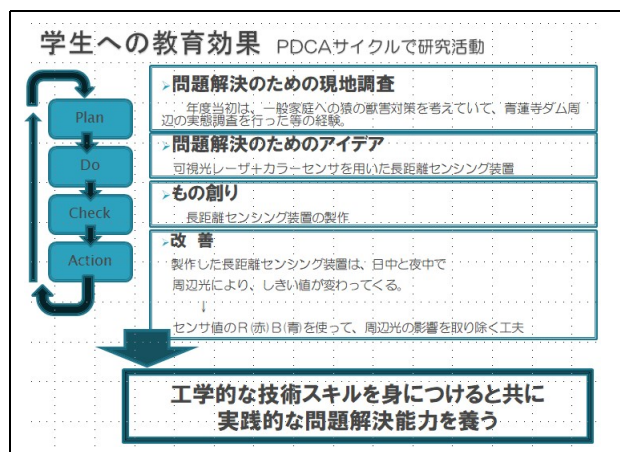 学生への教育効果 PDCAサイクルで研究活動
Plan
Do
Check
Action
➢問題解決のための現地調査
年度当初は、一般家庭への猿の獣害対策を考えていて、青蓮寺ダム周
辺の実態調査を行った等の経験。
➢問題解決のためのアイデア
可視光レーザ+カラーセンサを用いた長距離センシング装置
➢もの創り
長距離センシング装置の製作
➢改 善
製作した長距離センシング装置は、日中と夜中で
周辺光により、しきい値が変わってくる。
↓
センサ値のR(赤)B(青)を使って、周辺光の影響を取り除く工夫
工学的な技術スキルを身につけると共に
実践的な問題解決能力を養う